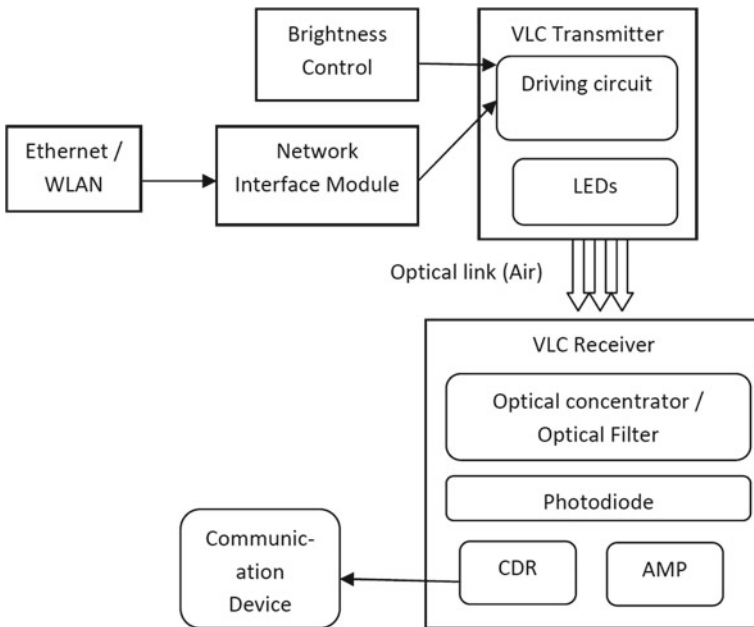 Brightness
Control
VLC Transmitter
Driving circuit
Ethernet /
WLAN
Network
Interface Module
LEDs
Optical link (Air)
VLC Receiver
Optical concentrator /
Optical Filter
Photodiode
Communic-
ation
Device
CDR
AMP